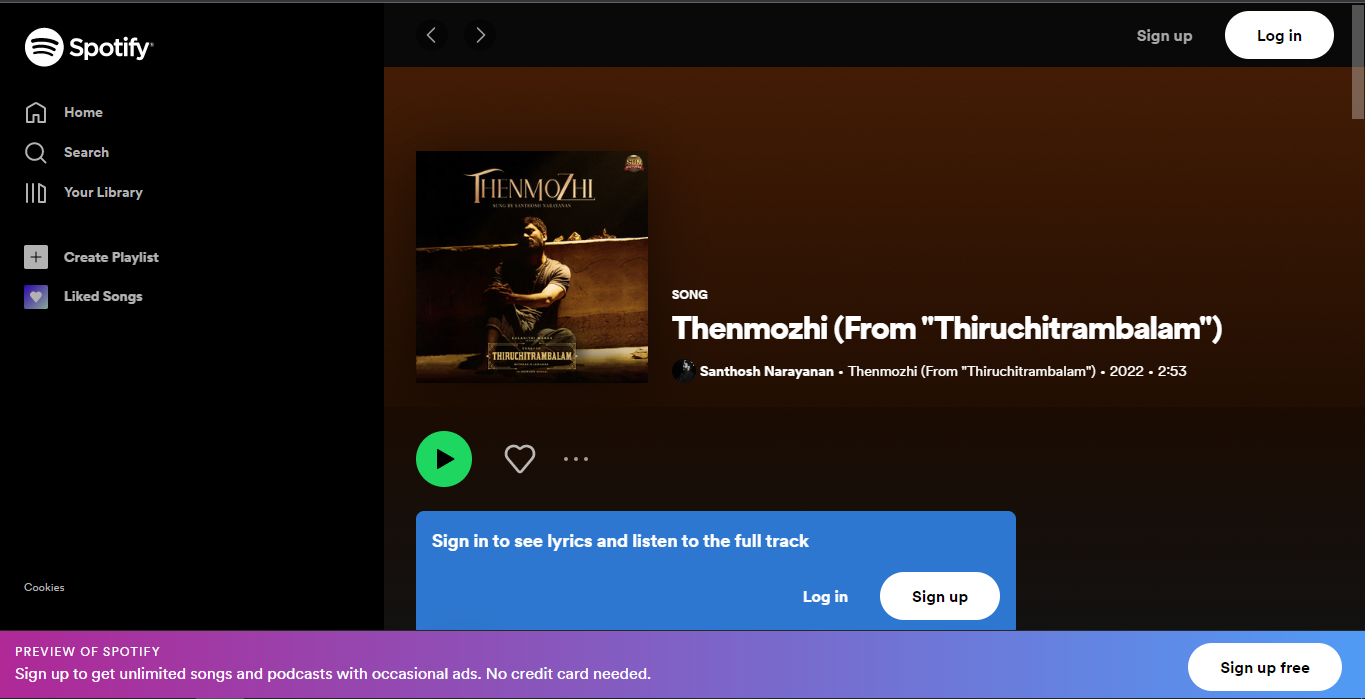 Spotify
Home
Search
Your Library
Create Playlist
Liked Songs
Cookies
Sign up
Log in
THENMOZHI
SUNG BY SANTHOSH NARAYANAN
SUN
THIRUCHITRAMBALAM
SONG
Thenmozhi (From "Thiruchitrambalam")
Santhosh Narayanan • Thenmozhi (From "Thiruchitrambalam") • 2022 • 2:53
Sign in to see lyrics and listen to the full track
Log in
Sign up
PREVIEW OF SPOTIFY
Sign up to get unlimited songs and podcasts with occasional ads. No credit card needed.
Sign up free